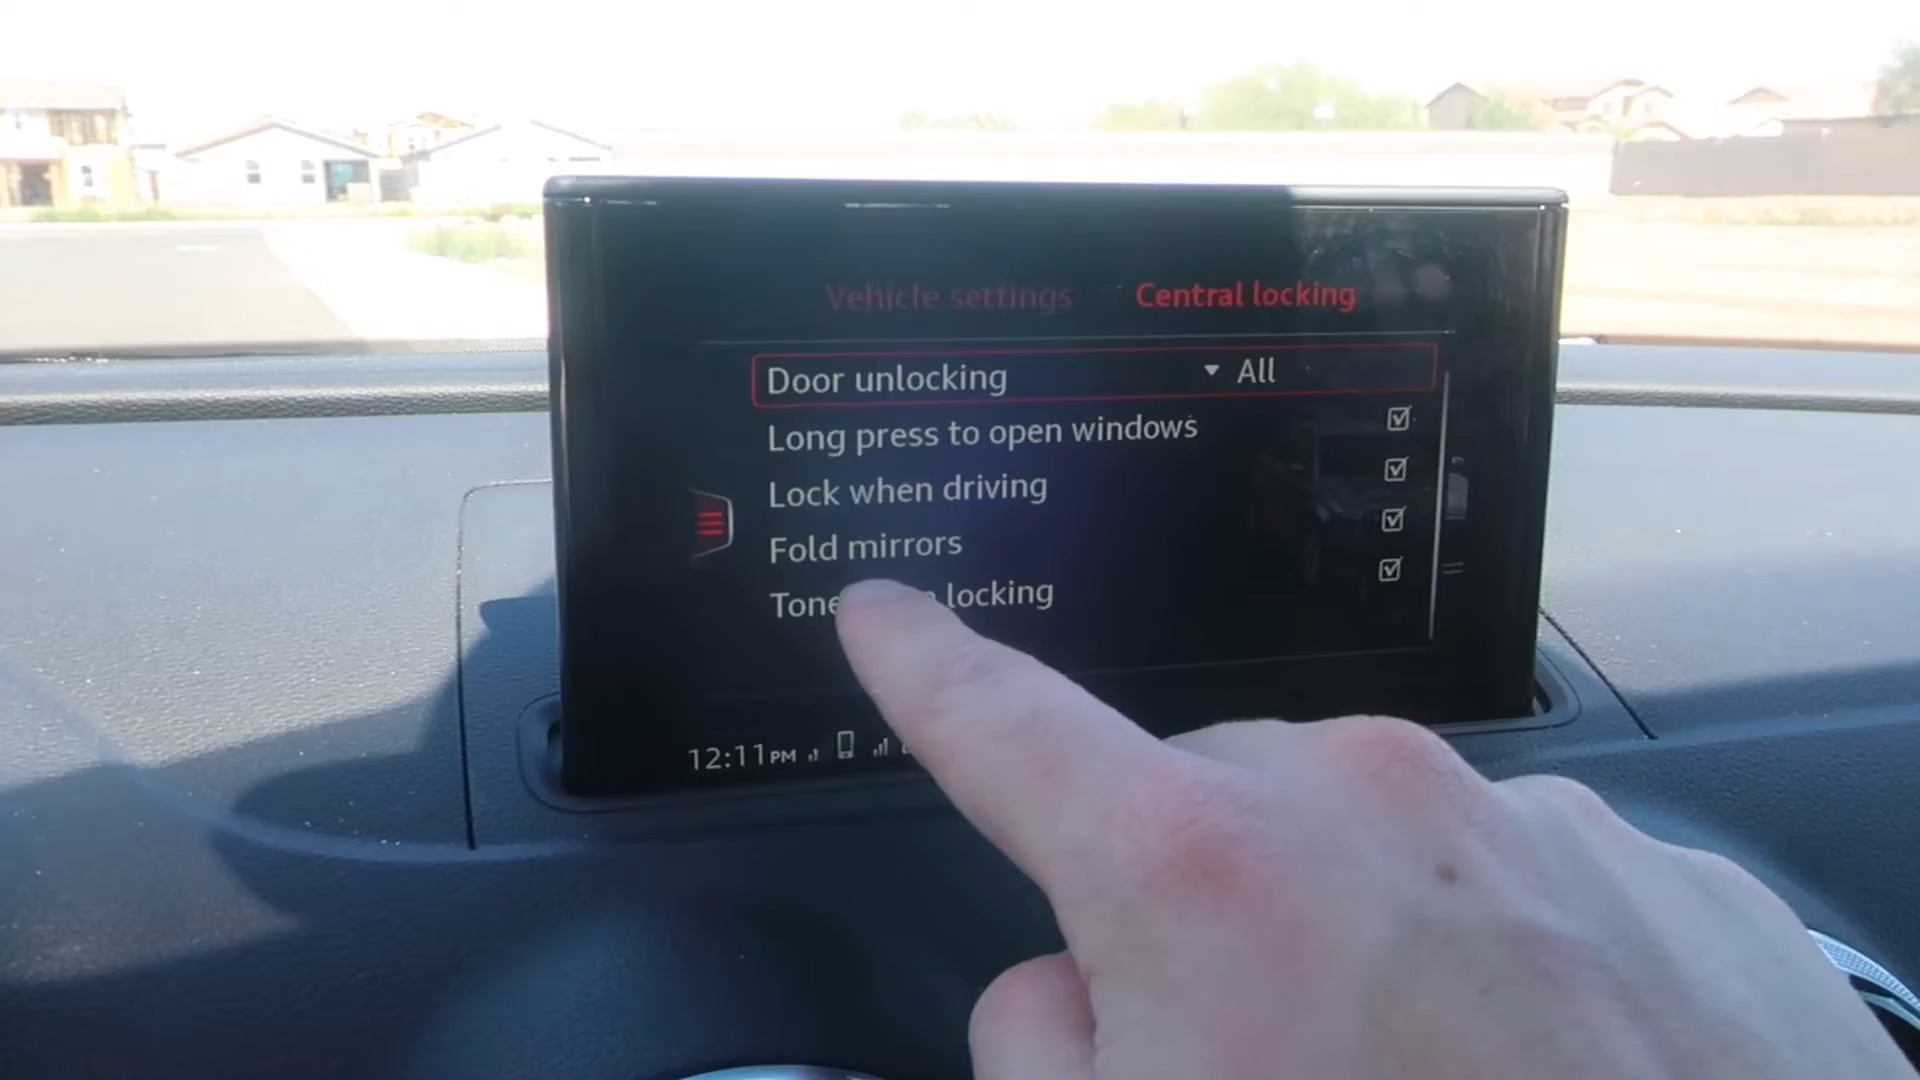 Vehicle settings Central locking
Door unlocking All
Long press to open windows
Lock when driving
Fold mirrors
locking
12:11PM